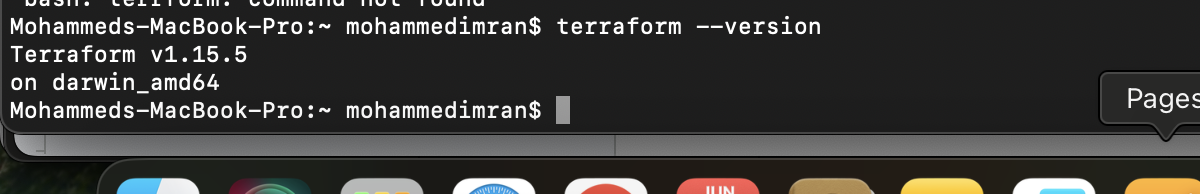 bash: terraform: command not found
Mohammeds-MacBook-Pro:~ mohammedimran$ terraform --version
Terraform v1.15.5
on darwin_amd64
Mohammeds-MacBook-Pro:~ mohammedimran$
Pages
JUN